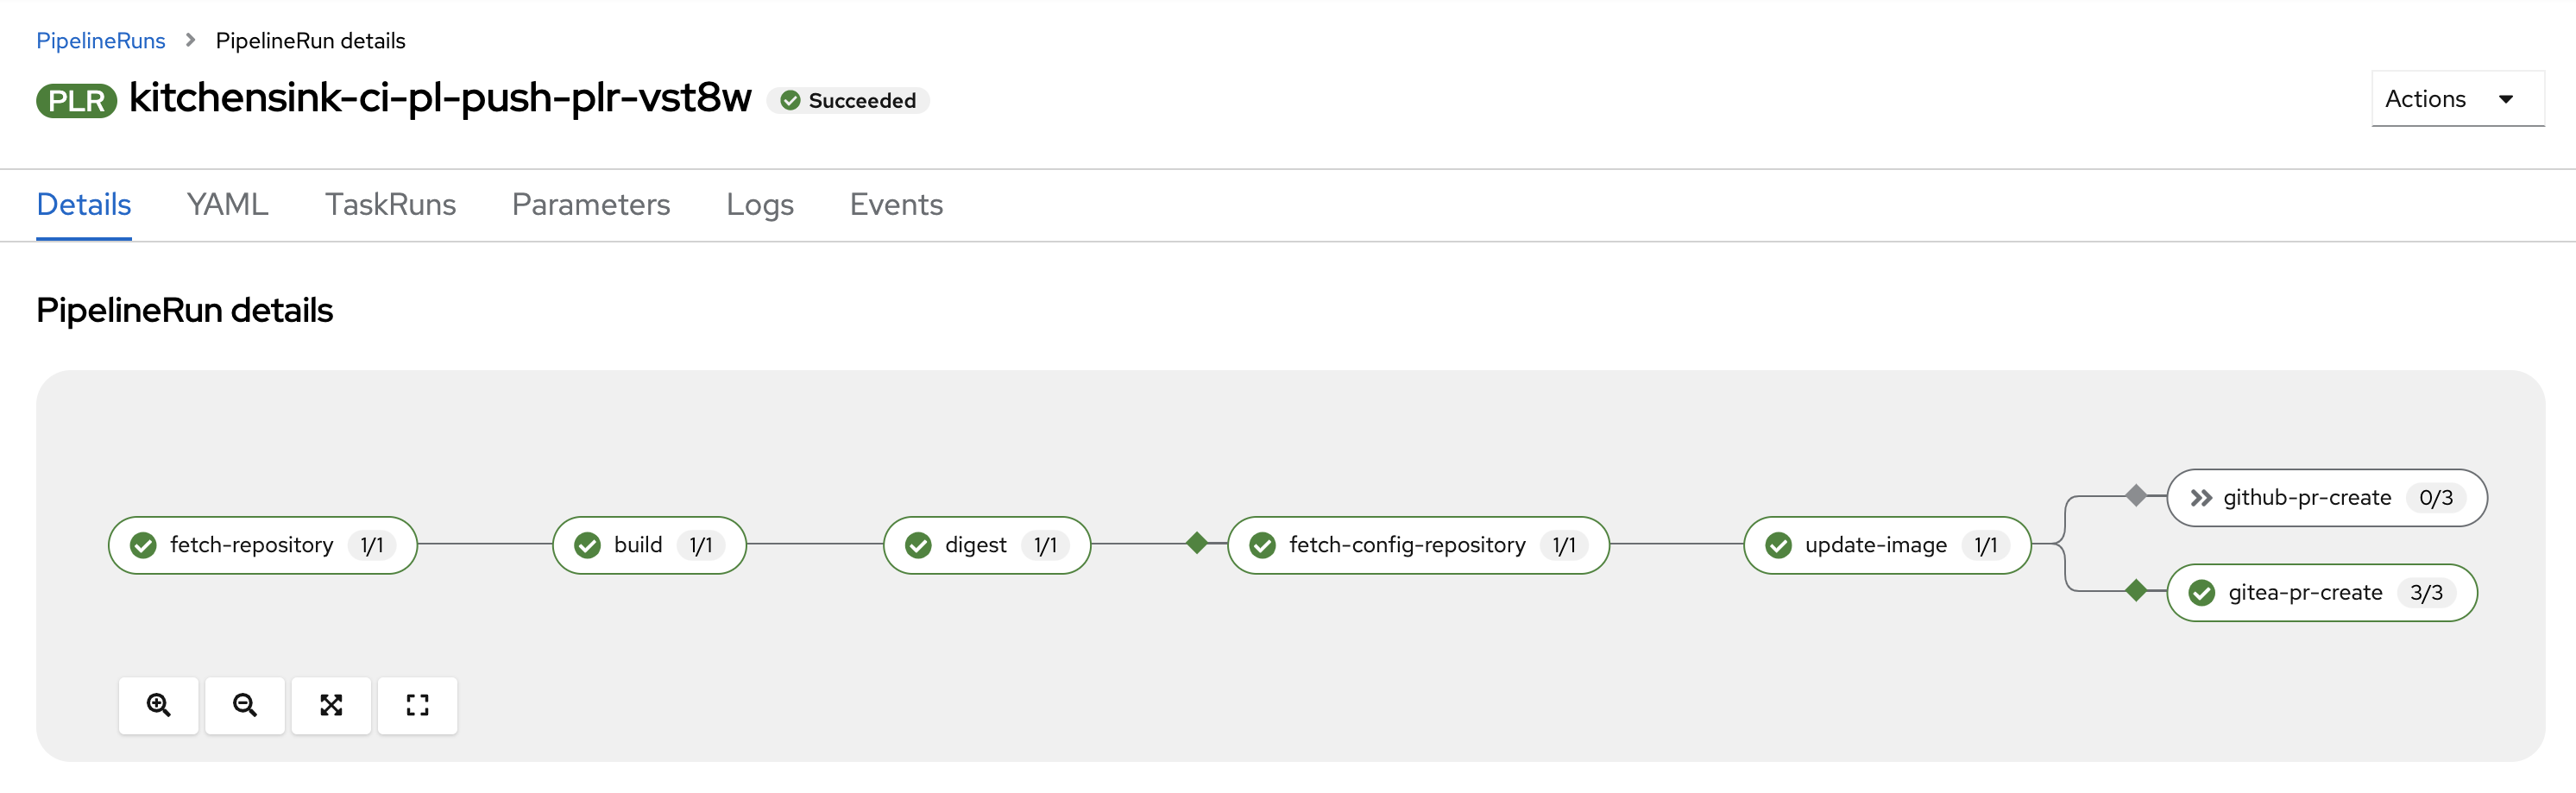 PipelineRuns > PipelineRun details
PLR kitchensink-ci-pl-push-plr-vst8w Succeeded
Actions
Details YAML TaskRuns Parameters Logs Events
PipelineRun details
fetch-repository 1/1
build 1/1
digest 1/1
fetch-config-repository 1/1
update-image 1/1
github-pr-create 0/3
gitea-pr-create 3/3